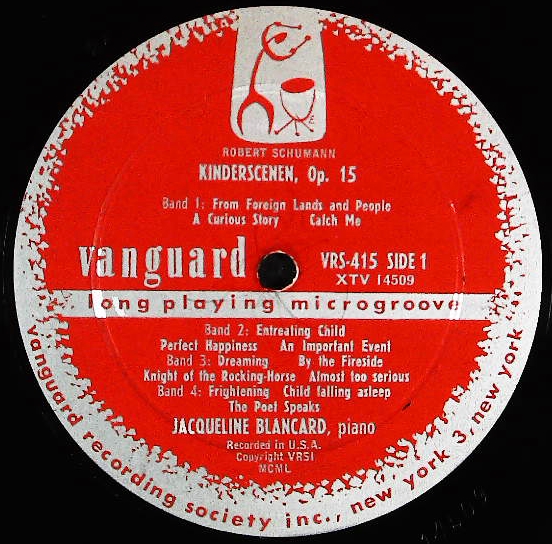 ROBERT SCHUMANN
KINDERSCENEN, Op. 15
Band 1: From Foreign Lands and People
A Curious Story Catch Me
vanguard
VRS-415 SIDE 1
XTV 14509
long playing microgroove
Band 2: Entreating Child
Perfect Happiness An Important Event
Band 3: Dreaming By the Fireside
Knight of the Rocking-Horse Almost too serious
Band 4: Frightening Child falling asleep
The Poet Speaks
JACQUELINE BLANCARD, piano
Recorded in U.S.A.
Copyright VRSI
MCML
vanguard recording society inc., new york 3, new york